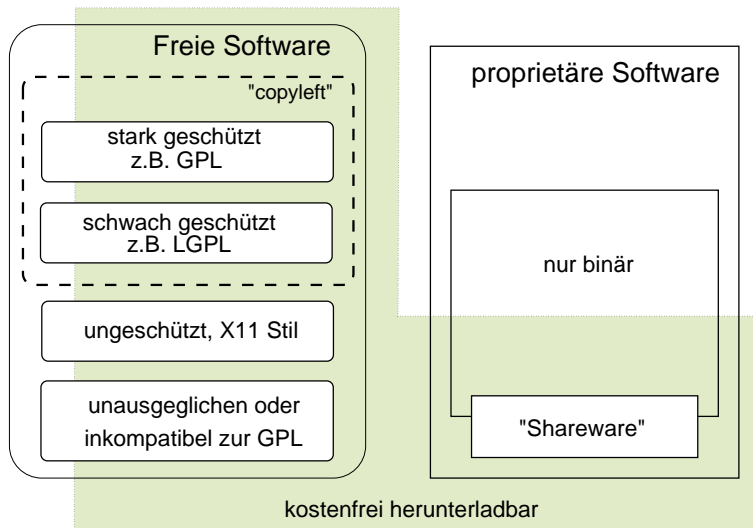 Freie Software
"copyleft"
stark geschützt
z.B. GPL
schwach geschützt
z.B. LGPL
ungeschützt, X11 Stil
unausgeglichen oder
inkompatibel zur GPL
proprietäre Software
nur binär
"Shareware"
kostenfrei herunterladbar